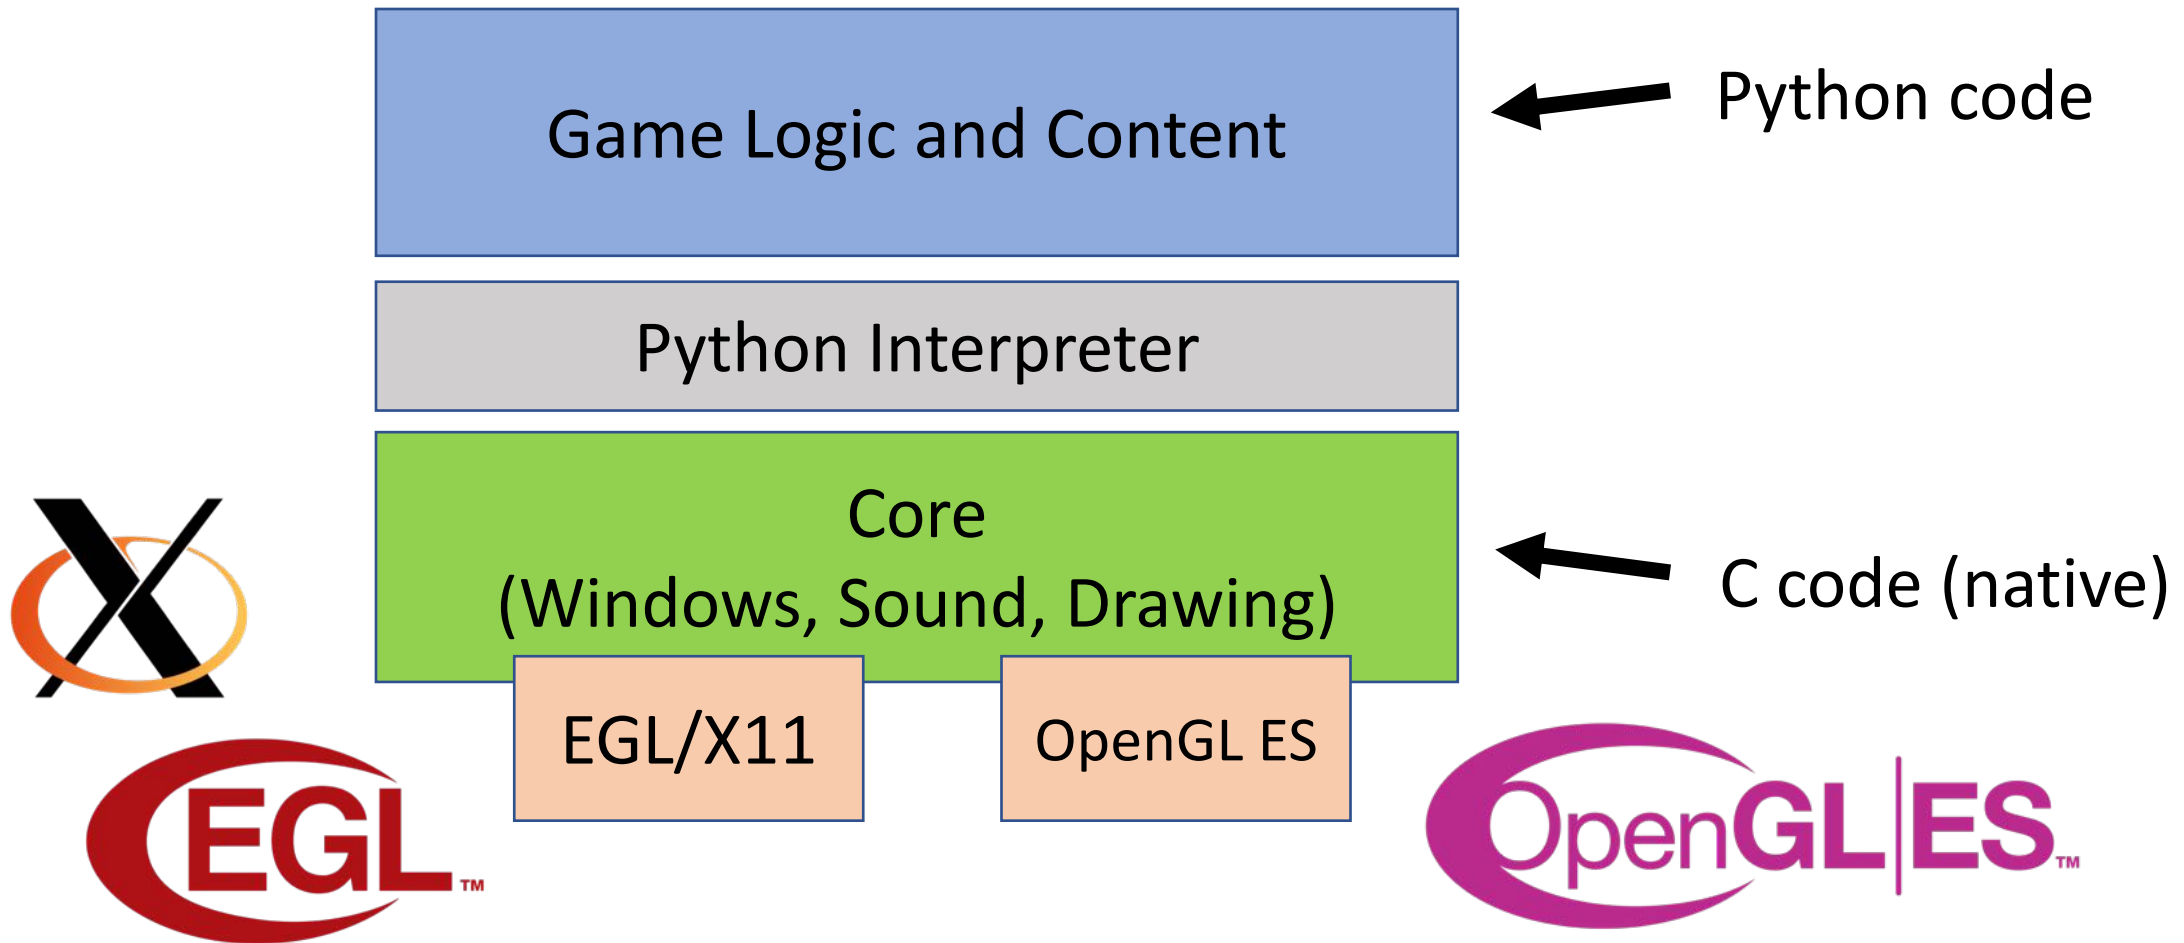 Game Logic and Content
Python code
Python Interpreter
Core
(Windows, Sound, Drawing)
C code (native)
X
EGL/X11
OpenGL ES
EGL™
OpenGL|ES™